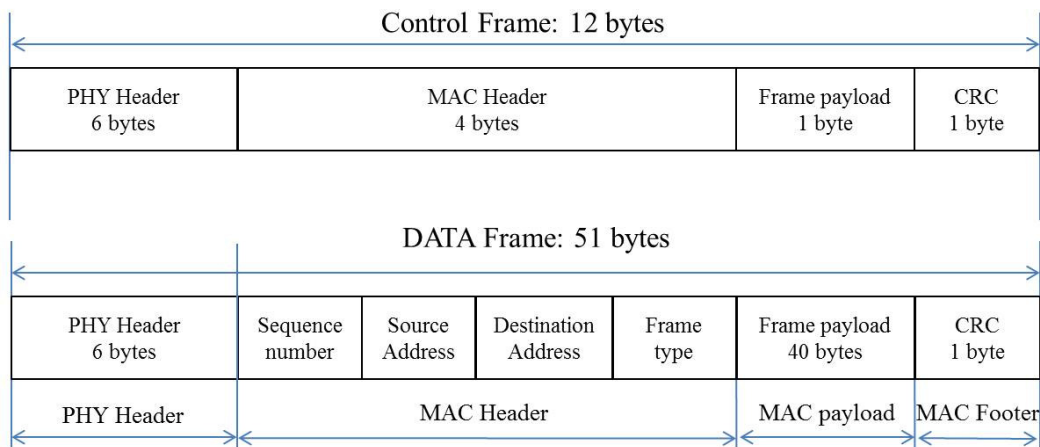 Control Frame: 12 bytes
PHY Header
6 bytes
MAC Header
4 bytes
Frame payload
1 byte
CRC
1 byte
DATA Frame: 51 bytes
PHY Header
6 bytes
Sequence
number
Source
Address
Destination
Address
Frame
type
Frame payload
40 bytes
CRC
1 byte
PHY Header
MAC Header
MAC payload
MAC Footer